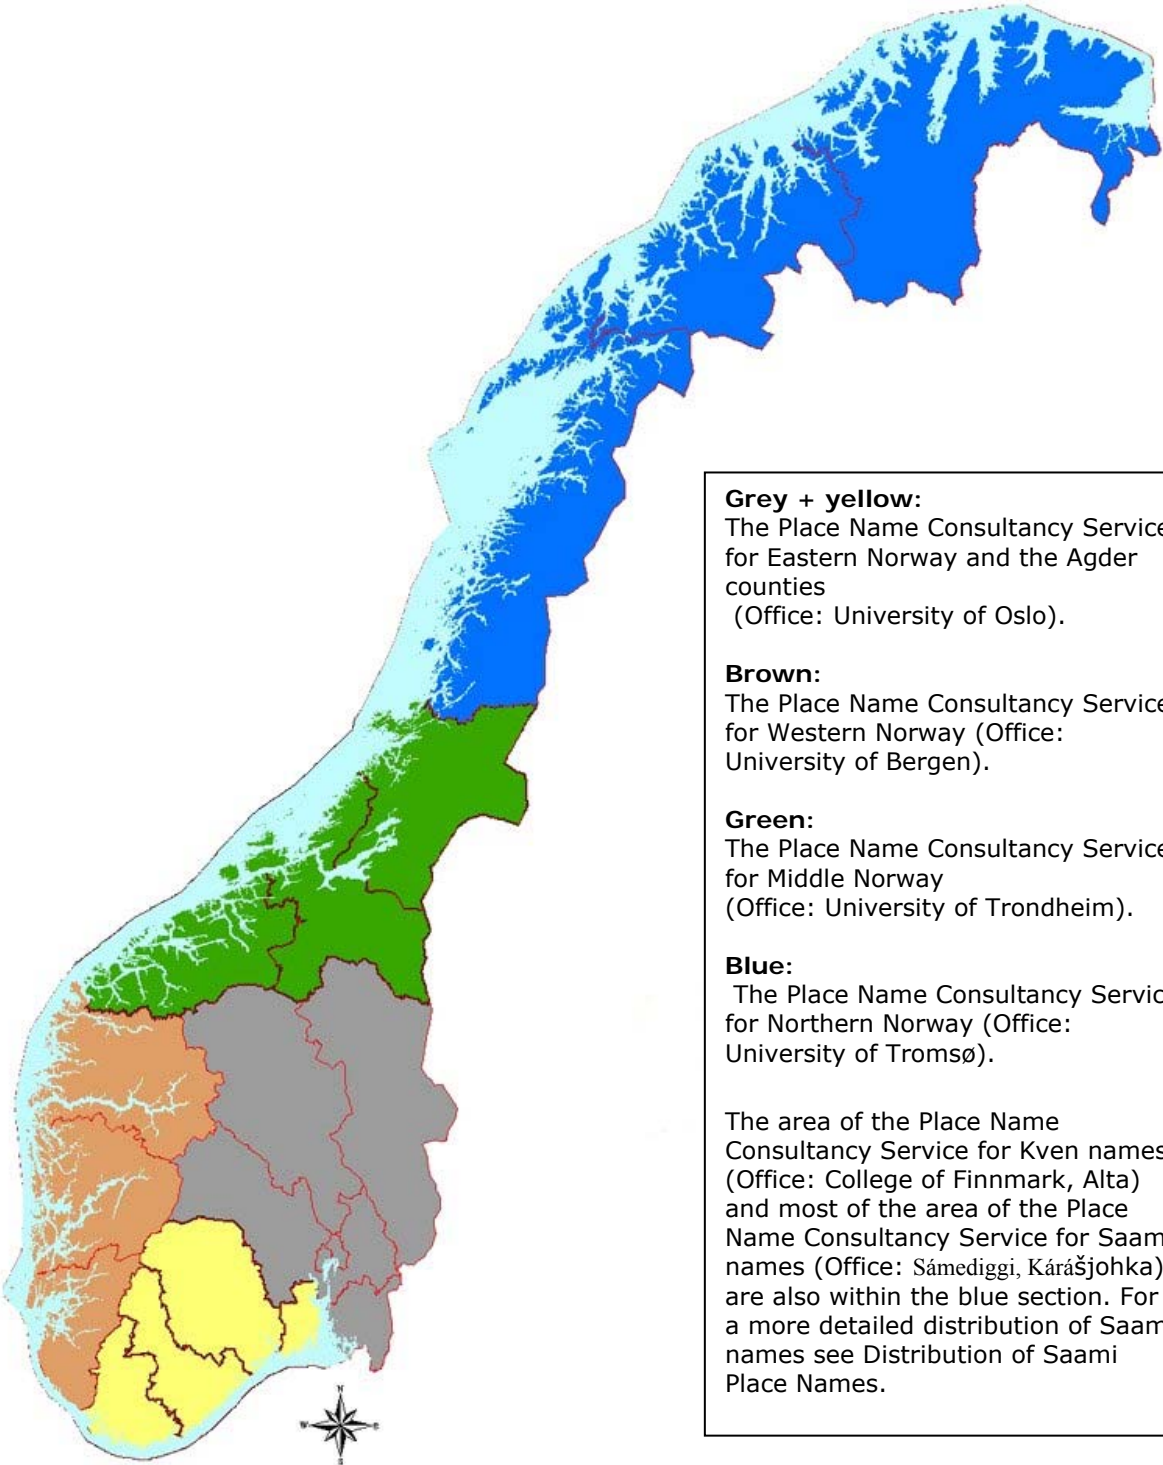 Grey + yellow:
The Place Name Consultancy Service
for Eastern Norway and the Agder
counties
(Office: University of Oslo).
Brown:
The Place Name Consultancy Service
for Western Norway (Office:
University of Bergen).
Green:
The Place Name Consultancy Service
for Middle Norway
(Office: University of Trondheim).
Blue:
The Place Name Consultancy Servic
for Northern Norway (Office:
University of Tromsø).
The area of the Place Name
Consultancy Service for Kven names
(Office: College of Finnmark, Alta)
and most of the area of the Place
Name Consultancy Service for Saam
names (Office: Sámediggi, Kárášjohka)
are also within the blue section. For
a more detailed distribution of Saam
names see Distribution of Saami
Place Names.
N
W E
S